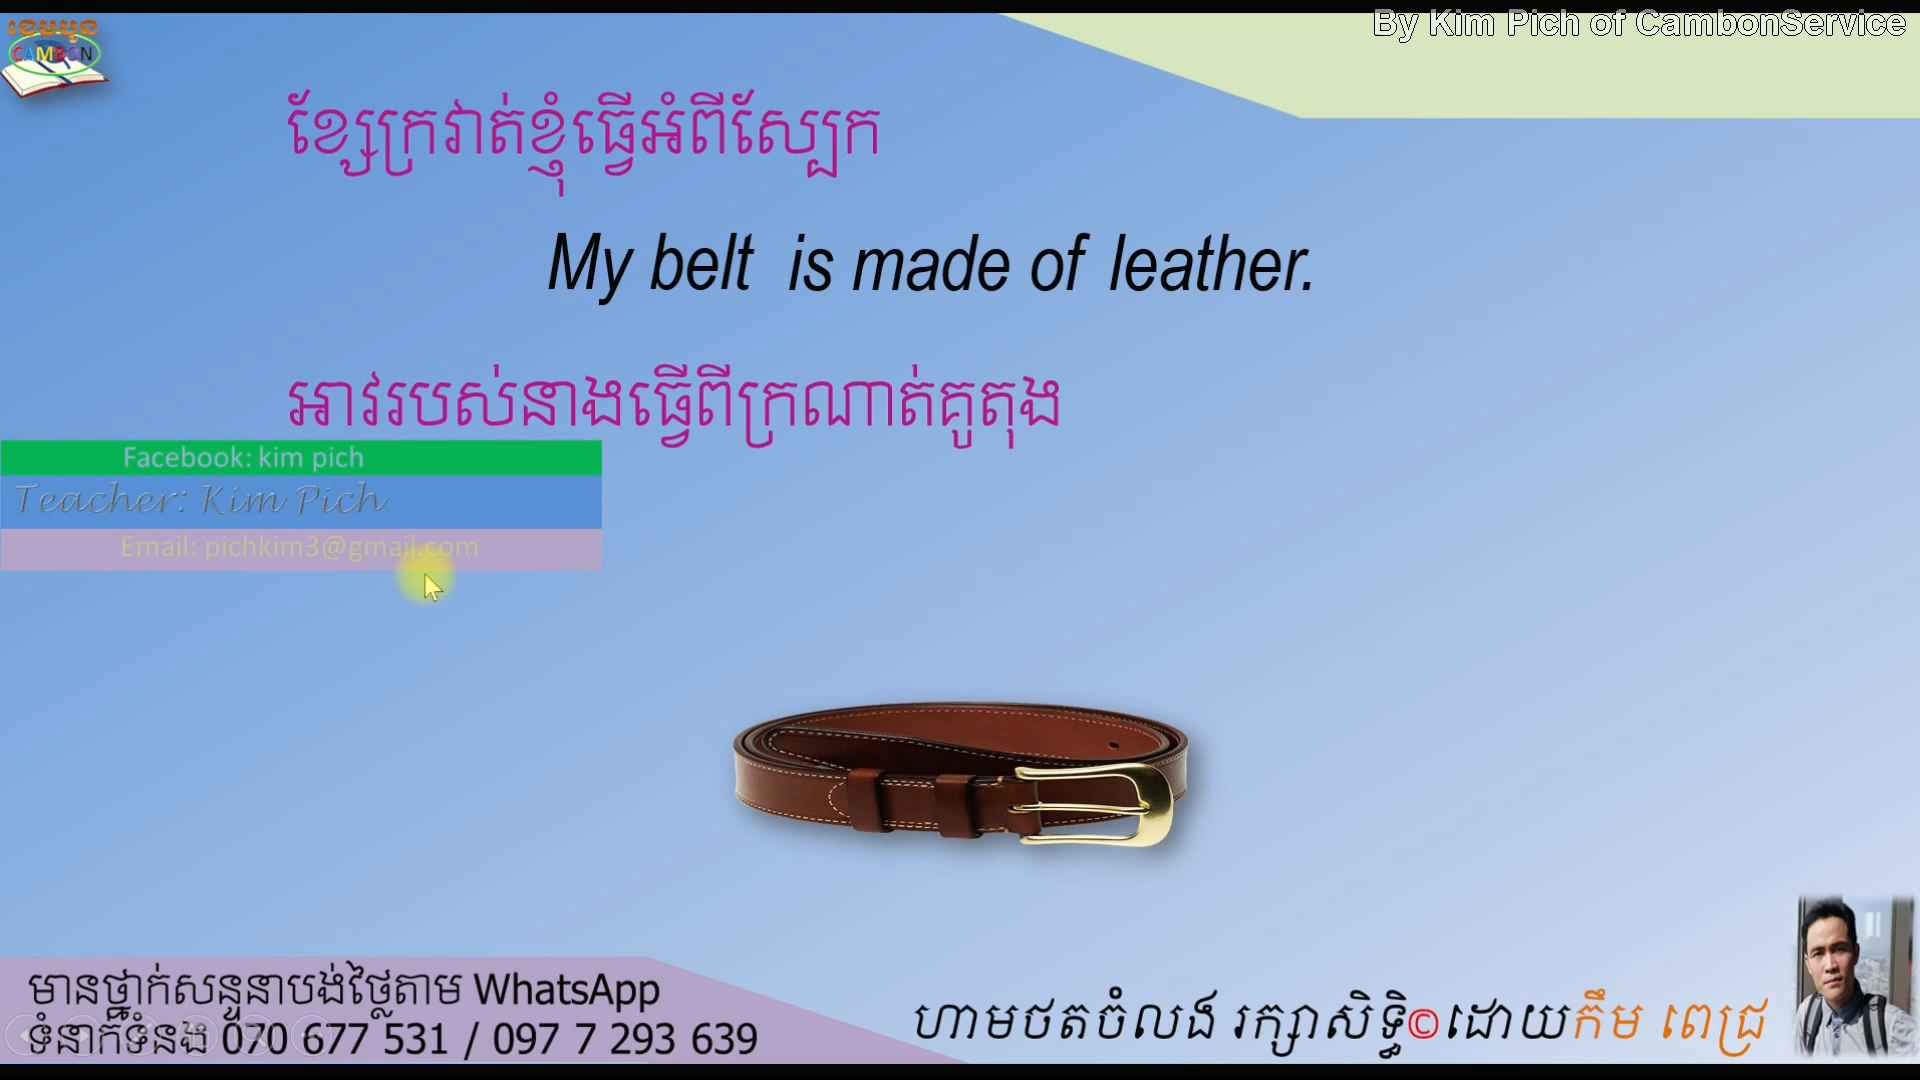 By Kim Pich of CambonService
ខេមបូន
CAMBON
ខ្សែក្រវាត់ខ្ញុំធ្វើអំពីស្បែក
My belt is made of leather.
អាវរបស់នាងធ្វើពីក្រណាត់គូតុង
Facebook: kim pich
Teacher: Kim Pich
Email: pichkim3@gmail.com
មានថ្នាក់សន្ទនាបង់ថ្លៃតាម WhatsApp
ទំនាក់ទំនង 070 677 531 / 097 7 293 639
ហាមថតចំលង រក្សាសិទ្ធិ©ដោយកឹម ពេជ្រ